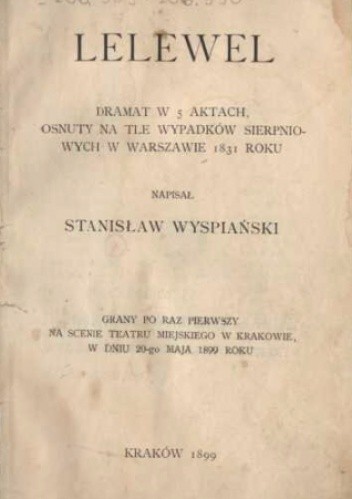 LELEWEL
DRAMAT W 5 AKTACH,
OSNUTY NA TLE WYPADKÓW SIERPNIO-
WYCH W WARSZAWIE 1831 ROKU
NAPISAŁ
STANISŁAW WYSPIAŃSKI
GRANY PO RAZ PIERWSZY
NA SCENIE TEATRU MIEJSKIEGO W KRAKOWIE,
W DNIU 20-go MAJA 1899 ROKU
KRAKÓW 1899